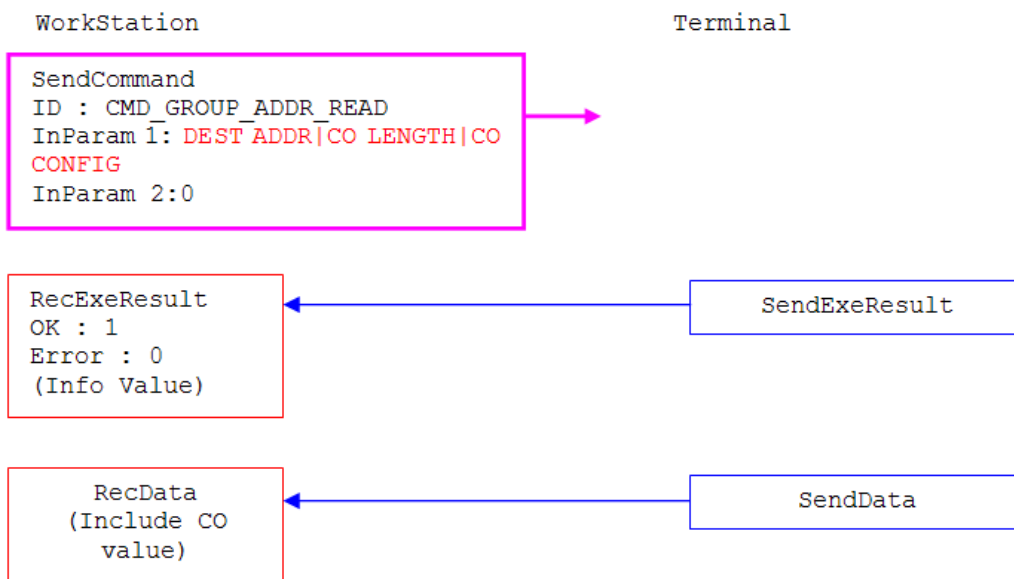 WorkStation
Terminal
SendCommand
ID : CMD_GROUP_ADDR_READ
InParam 1: DEST ADDR|CO LENGTH|CO
CONFIG
InParam 2:0
RecExeResult
OK : 1
Error : 0
(Info Value)
SendExeResult
RecData
(Include CO
value)
SendData